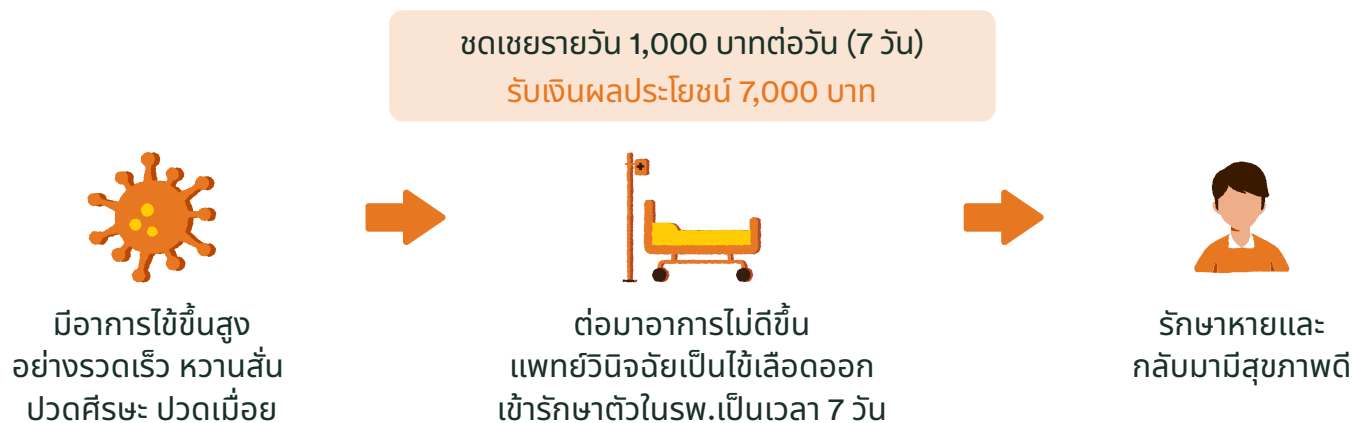 ชดเชยรายวัน 1,000 บาทต่อวัน (7 วัน)
รับเงินผลประโยชน์ 7,000 บาท
มีอาการไข้ขึ้นสูง
อย่างรวดเร็ว หวานสั่น
ปวดศีรษะ ปวดเมื่อย
ต่อมาอาการไม่ดีขึ้น
แพทย์วินิจฉัยเป็นไข้เลือดออก
เข้ารักษาตัวในรพ.เป็นเวลา 7 วัน
รักษาหายและ
กลับมามีสุขภาพดี